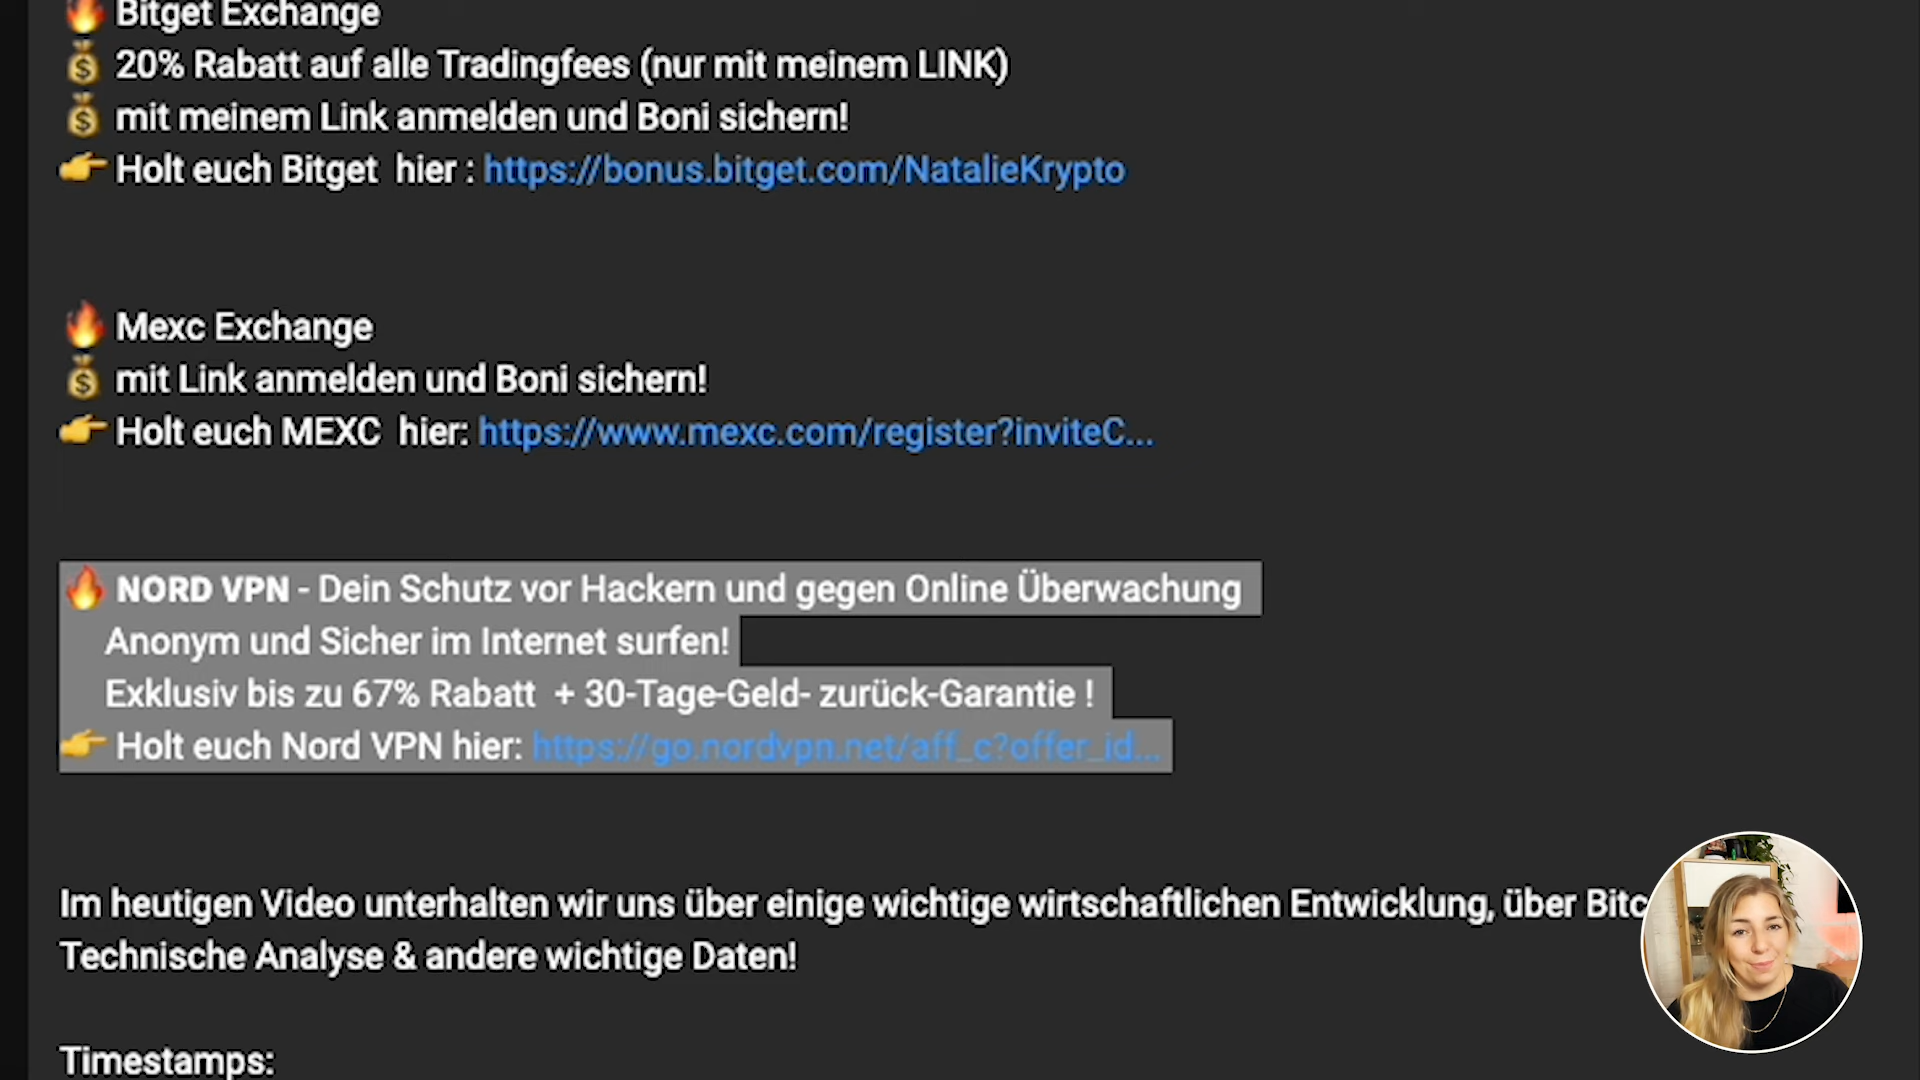 Bitget Exchange
20% Rabatt auf alle Tradingfees (nur mit meinem LINK)
mit meinem Link anmelden und Boni sichern!
Holt euch Bitget hier : https://bonus.bitget.com/NatalieKrypto
Mexc Exchange
mit Link anmelden und Boni sichern!
Holt euch MEXC hier: https://www.mexc.com/register?inviteC...
NORD VPN - Dein Schutz vor Hackern und gegen Online Überwachung
Anonym und Sicher im Internet surfen!
Exklusiv bis zu 67% Rabatt + 30-Tage-Geld- zurück-Garantie !
Holt euch Nord VPN hier: https://go.nordvpn.net/aff_c?offer_id...
Im heutigen Video unterhalten wir uns über einige wichtige wirtschaftlichen Entwicklung, über Bitc
Technische Analyse & andere wichtige Daten!
Timestamps: